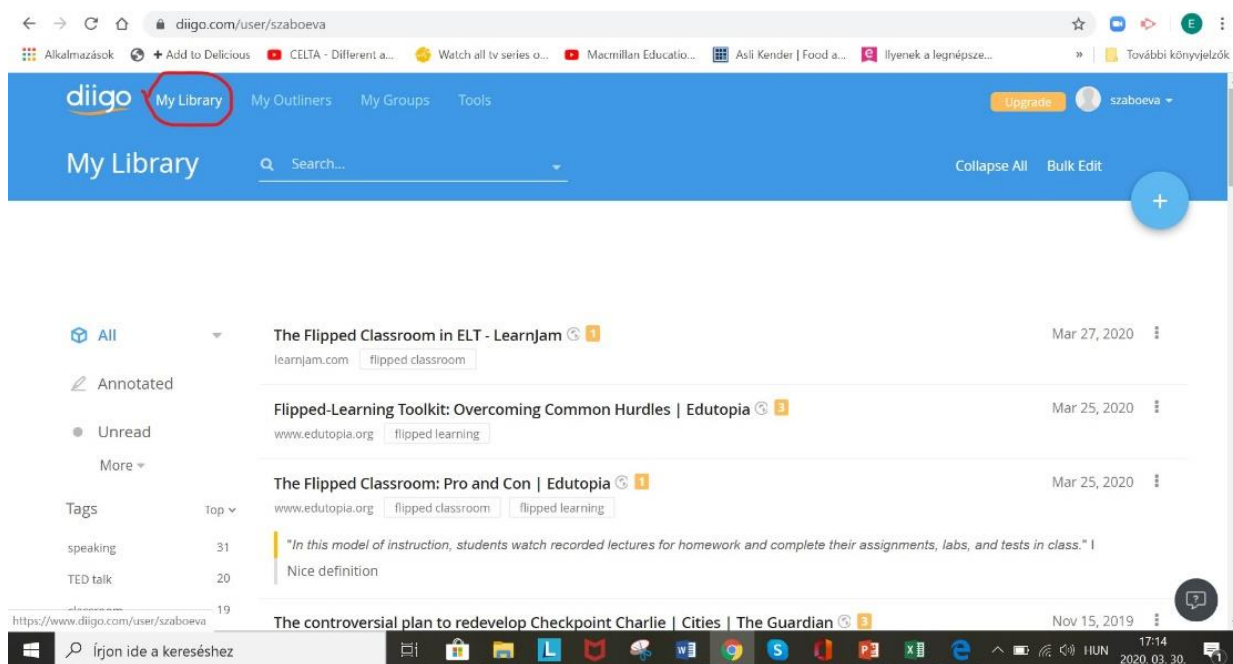 diigo.com/user/szaboeva
E
Alkalmazások + Add to Delicious CELTA - Different a... Watch all tv series o... Macmillan Educatio... Asli Kender | Food a... Ilyenek a legnépsze... » További könyvjelzők
diigo My Library My Outliners My Groups Tools Upgrade szaboeva
My Library Search... Collapse All Bulk Edit
+
All
Annotated
Unread
More
Tags Top
speaking 31
TED talk 20
classroom 19
The Flipped Classroom in ELT - LearnJam 1 Mar 27, 2020
learnjam.com flipped classroom
Flipped-Learning Toolkit: Overcoming Common Hurdles | Edutopia 3 Mar 25, 2020
www.edutopia.org flipped learning
The Flipped Classroom: Pro and Con | Edutopia 1 Mar 25, 2020
www.edutopia.org flipped classroom flipped learning
"In this model of instruction, students watch recorded lectures for homework and complete their assignments, labs, and tests in class." I
Nice definition
The controversial plan to redevelop Checkpoint Charlie | Cities | The Guardian 3 Nov 15, 2019
https://www.diigo.com/user/szaboeva
Írjon ide a kereséshez L HUN 17:14
2020. 03. 30. 1